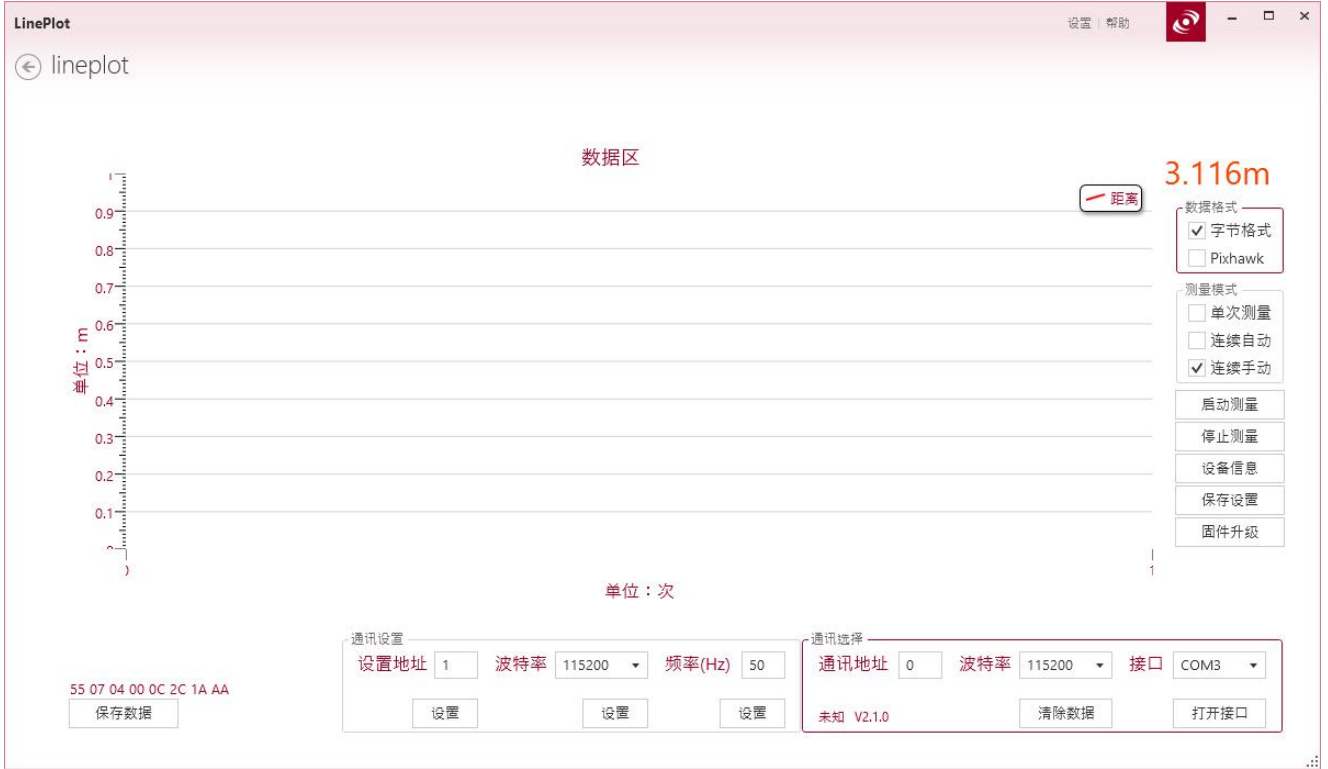 LinePlot
设置 | 帮助
lineplot
数据区
3.116m
距离
数据格式
字节格式
Pixhawk
测量模式
单次测量
连续自动
连续手动
启动测量
停止测量
设备信息
保存设置
固件升级
单位：m
1
0.9
0.8
0.7
0.6
0.5
0.4
0.3
0.2
0.1
0
0
1
单位：次
通讯设置
设置地址 1 波特率 115200 频率(Hz) 50
设置 设置 设置
通讯选择
通讯地址 0 波特率 115200 接口 COM3
未知 V2.1.0 清除数据 打开接口
55 07 04 00 0C 2C 1A AA
保存数据